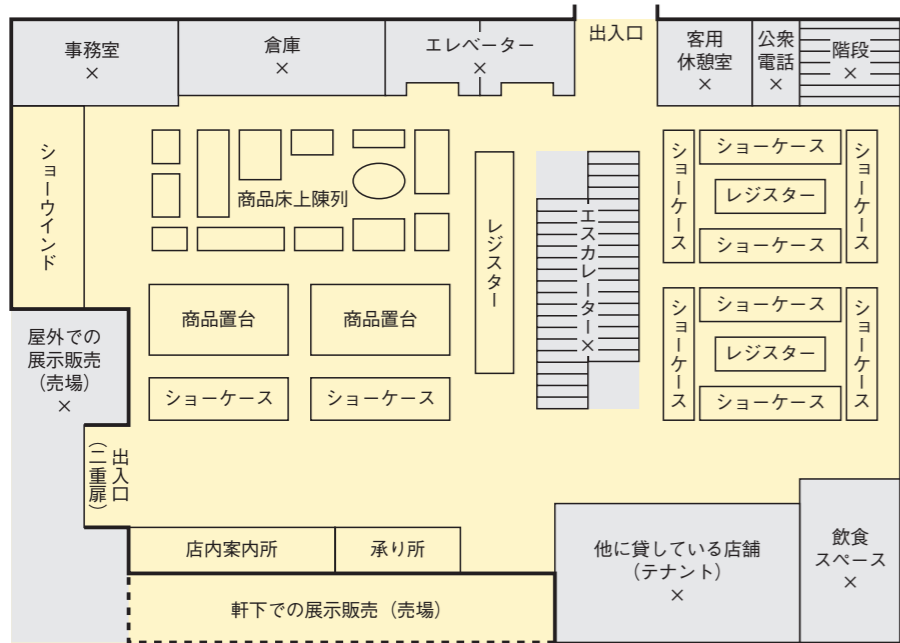 事務室
×
倉庫
×
エレベーター
×
出入口
客用
休憩室
×
公衆
電話
×
階段
×
ショーウインド
商品床上陳列
レジスター
エスカレーター×
ショーケース
ショーケース
レジスター
ショーケース
ショーケース
商品置台
商品置台
ショーケース
ショーケース
ショーケース
ショーケース
レジスター
ショーケース
ショーケース
屋外での
展示販売
(売場)
×
出入口
(二重扉)
店内案内所
承り所
軒下での展示販売(売場)
他に貸している店舗
(テナント)
×
飲食
スペース
×